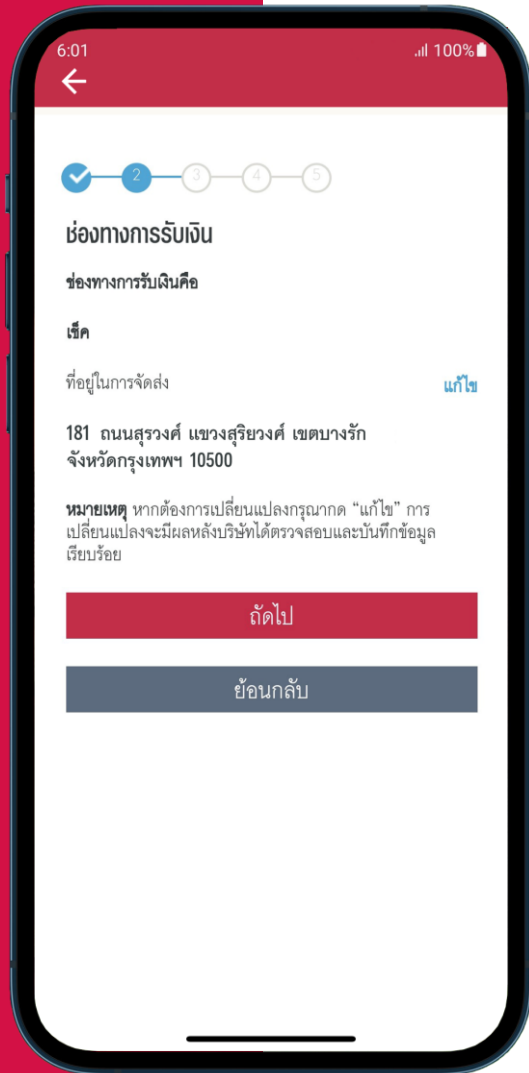 6:01 100%
2 3 4 5
ช่องทางการรับเงิน
ช่องทางการรับเงินคือ
เช็ค
ที่อยู่ในการจัดส่ง แก้ไข
181 ถนนสุรวงศ์ แขวงสุริยวงศ์ เขตบางรัก
จังหวัดกรุงเทพฯ 10500
หมายเหตุ หากต้องการเปลี่ยนแปลงกรุณากด “แก้ไข” การ
เปลี่ยนแปลงจะมีผลหลังบริษัทได้ตรวจสอบและบันทึกข้อมูล
เรียบร้อย
ถัดไป
ย้อนกลับ